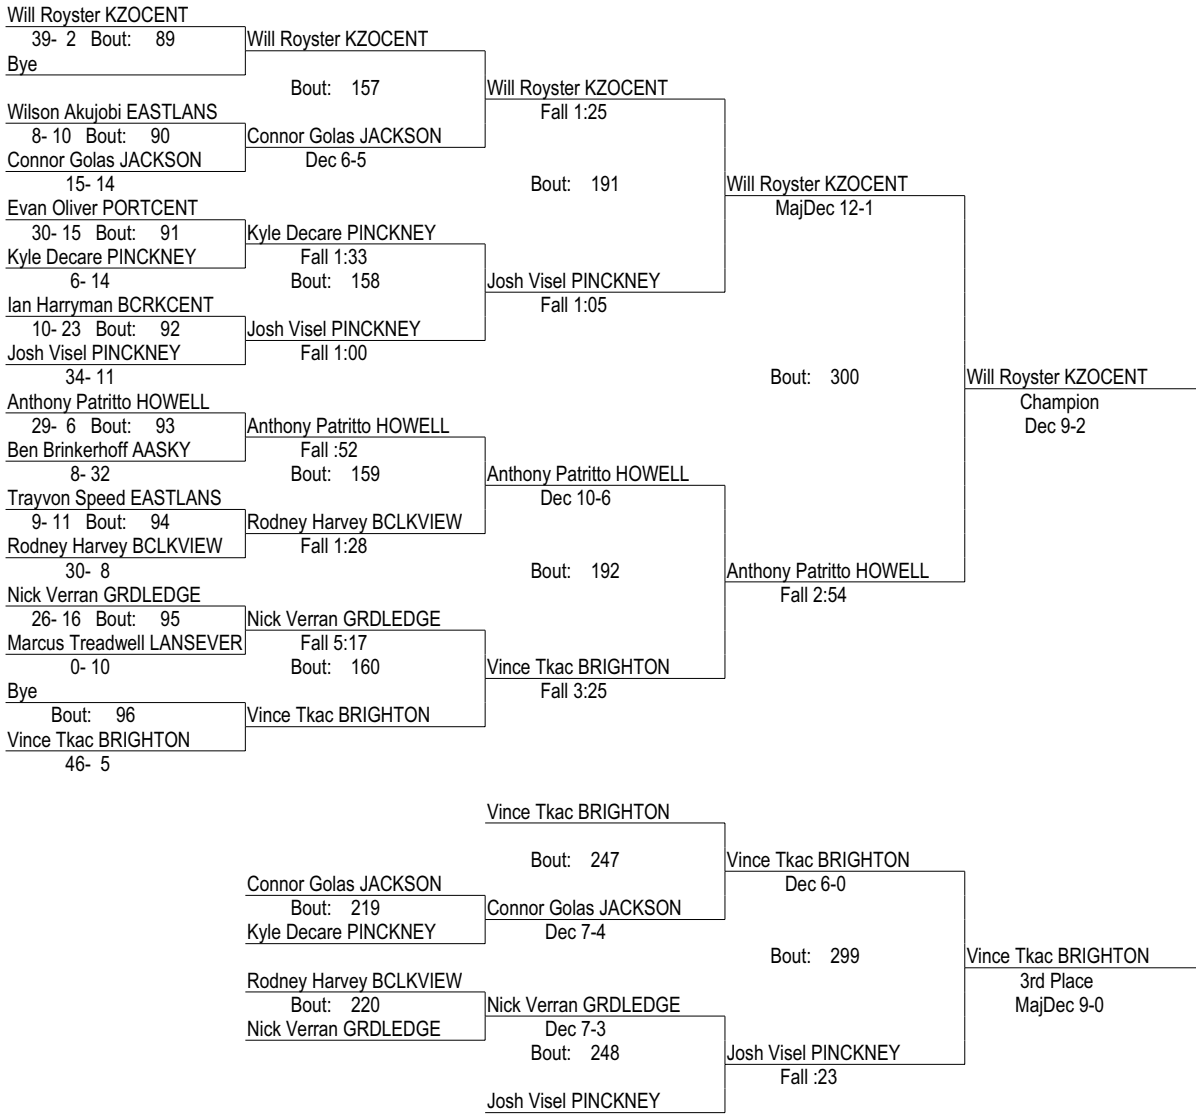 Will Royster KZOCENT
39- 2 Bout: 89
Bye
Will Royster KZOCENT
Bout: 157
Wilson Akujobi EASTLANS
8- 10 Bout: 90
Connor Golas JACKSON
15- 14
Connor Golas JACKSON
Dec 6-5
Will Royster KZOCENT
Fall 1:25
Bout: 191
Evan Oliver PORTCENT
30- 15 Bout: 91
Kyle Decare PINCKNEY
6- 14
Kyle Decare PINCKNEY
Fall 1:33
Bout: 158
Ian Harryman BCRKCENT
10- 23 Bout: 92
Josh Visel PINCKNEY
34- 11
Josh Visel PINCKNEY
Fall 1:00
Josh Visel PINCKNEY
Fall 1:05
Will Royster KZOCENT
MajDec 12-1
Bout: 300
Anthony Patritto HOWELL
29- 6 Bout: 93
Ben Brinkerhoff AASKY
8- 32
Anthony Patritto HOWELL
Fall :52
Bout: 159
Trayvon Speed EASTLANS
9- 11 Bout: 94
Rodney Harvey BCLKVIEW
30- 8
Rodney Harvey BCLKVIEW
Fall 1:28
Anthony Patritto HOWELL
Dec 10-6
Bout: 192
Nick Verran GRDLEDGE
26- 16 Bout: 95
Marcus Treadwell LANSEVER
0- 10
Nick Verran GRDLEDGE
Fall 5:17
Bout: 160
Bye
Bout: 96
Vince Tkac BRIGHTON
46- 5
Vince Tkac BRIGHTON
Vince Tkac BRIGHTON
Fall 3:25
Anthony Patritto HOWELL
Fall 2:54
Will Royster KZOCENT
Champion
Dec 9-2
Vince Tkac BRIGHTON
Bout: 247
Connor Golas JACKSON
Bout: 219
Kyle Decare PINCKNEY
Connor Golas JACKSON
Dec 7-4
Vince Tkac BRIGHTON
Dec 6-0
Bout: 299
Rodney Harvey BCLKVIEW
Bout: 220
Nick Verran GRDLEDGE
Nick Verran GRDLEDGE
Dec 7-3
Bout: 248
Josh Visel PINCKNEY
Josh Visel PINCKNEY
Fall :23
Vince Tkac BRIGHTON
3rd Place
MajDec 9-0